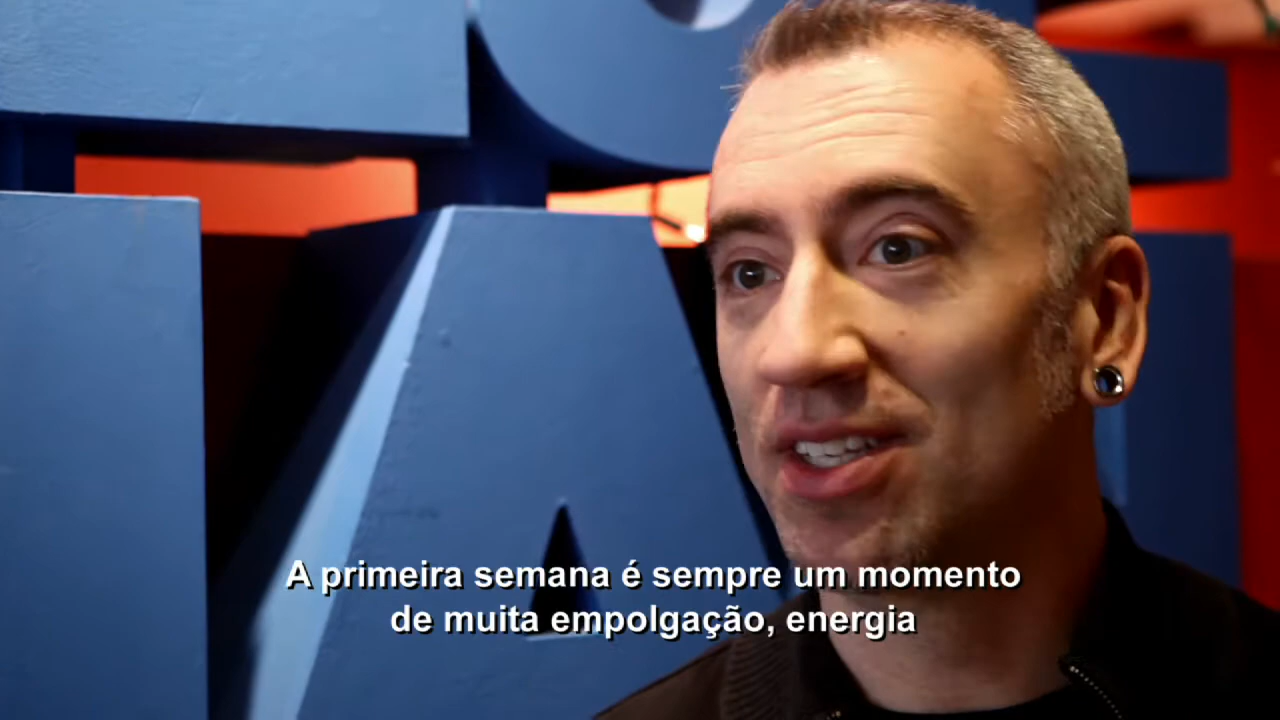 A primeira semana é sempre um momento
de muita empolgação, energia